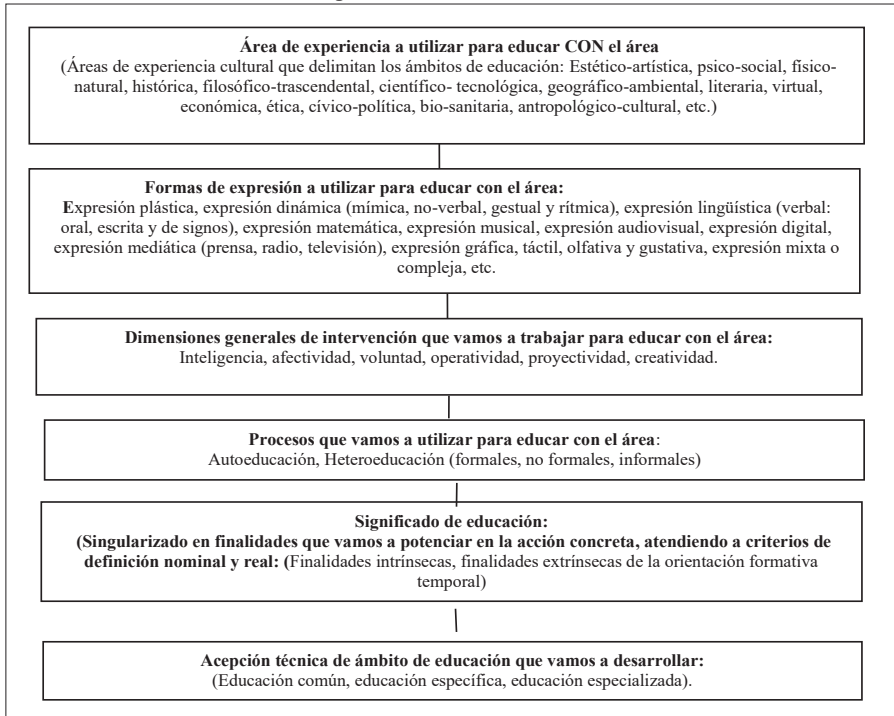 Área de experiencia a utilizar para educar CON el área
(Áreas de experiencia cultural que delimitan los ámbitos de educación: Estético-artística, psico-social, físico-
natural, histórica, filosófico-trascendental, científico- tecnológica, geográfico-ambiental, literaria, virtual,
económica, ética, cívico-política, bio-sanitaria, antropológico-cultural, etc.)
Formas de expresión a utilizar para educar con el área:
Expresión plástica, expresión dinámica (mímica, no-verbal, gestual y rítmica), expresión lingüística (verbal:
oral, escrita y de signos), expresión matemática, expresión musical, expresión audiovisual, expresión digital,
expresión mediática (prensa, radio, televisión), expresión gráfica, táctil, olfativa y gustativa, expresión mixta o
compleja, etc.
Dimensiones generales de intervención que vamos a trabajar para educar con el área:
Inteligencia, afectividad, voluntad, operatividad, proyectividad, creatividad.
Procesos que vamos a utilizar para educar con el área:
Autoeducación, Heteroeducación (formales, no formales, informales)
Significado de educación:
(Singularizado en finalidades que vamos a potenciar en la acción concreta, atendiendo a criterios de
definición nominal y real: (Finalidades intrínsecas, finalidades extrínsecas de la orientación formativa
temporal)
Acepción técnica de ámbito de educación que vamos a desarrollar:
(Educación común, educación específica, educación especializada).